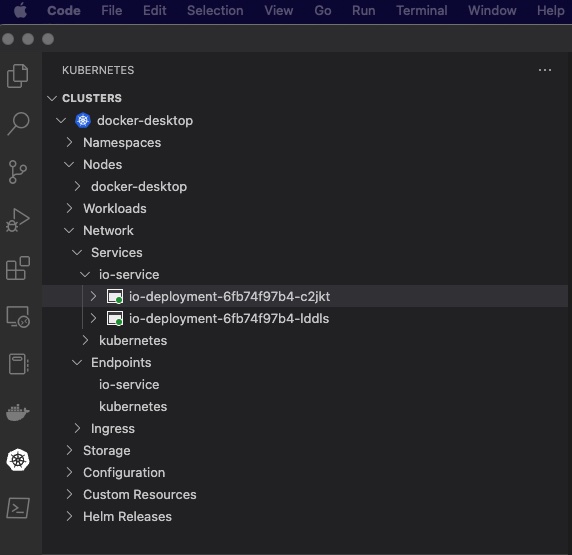 Code File Edit Selection View Go Run Terminal Window Help
KUBERNETES ...
CLUSTERS
docker-desktop
Namespaces
Nodes
docker-desktop
Workloads
Network
Services
io-service
io-deployment-6fb74f97b4-c2jkt
io-deployment-6fb74f97b4-lddls
kubernetes
Endpoints
io-service
kubernetes
Ingress
Storage
Configuration
Custom Resources
Helm Releases